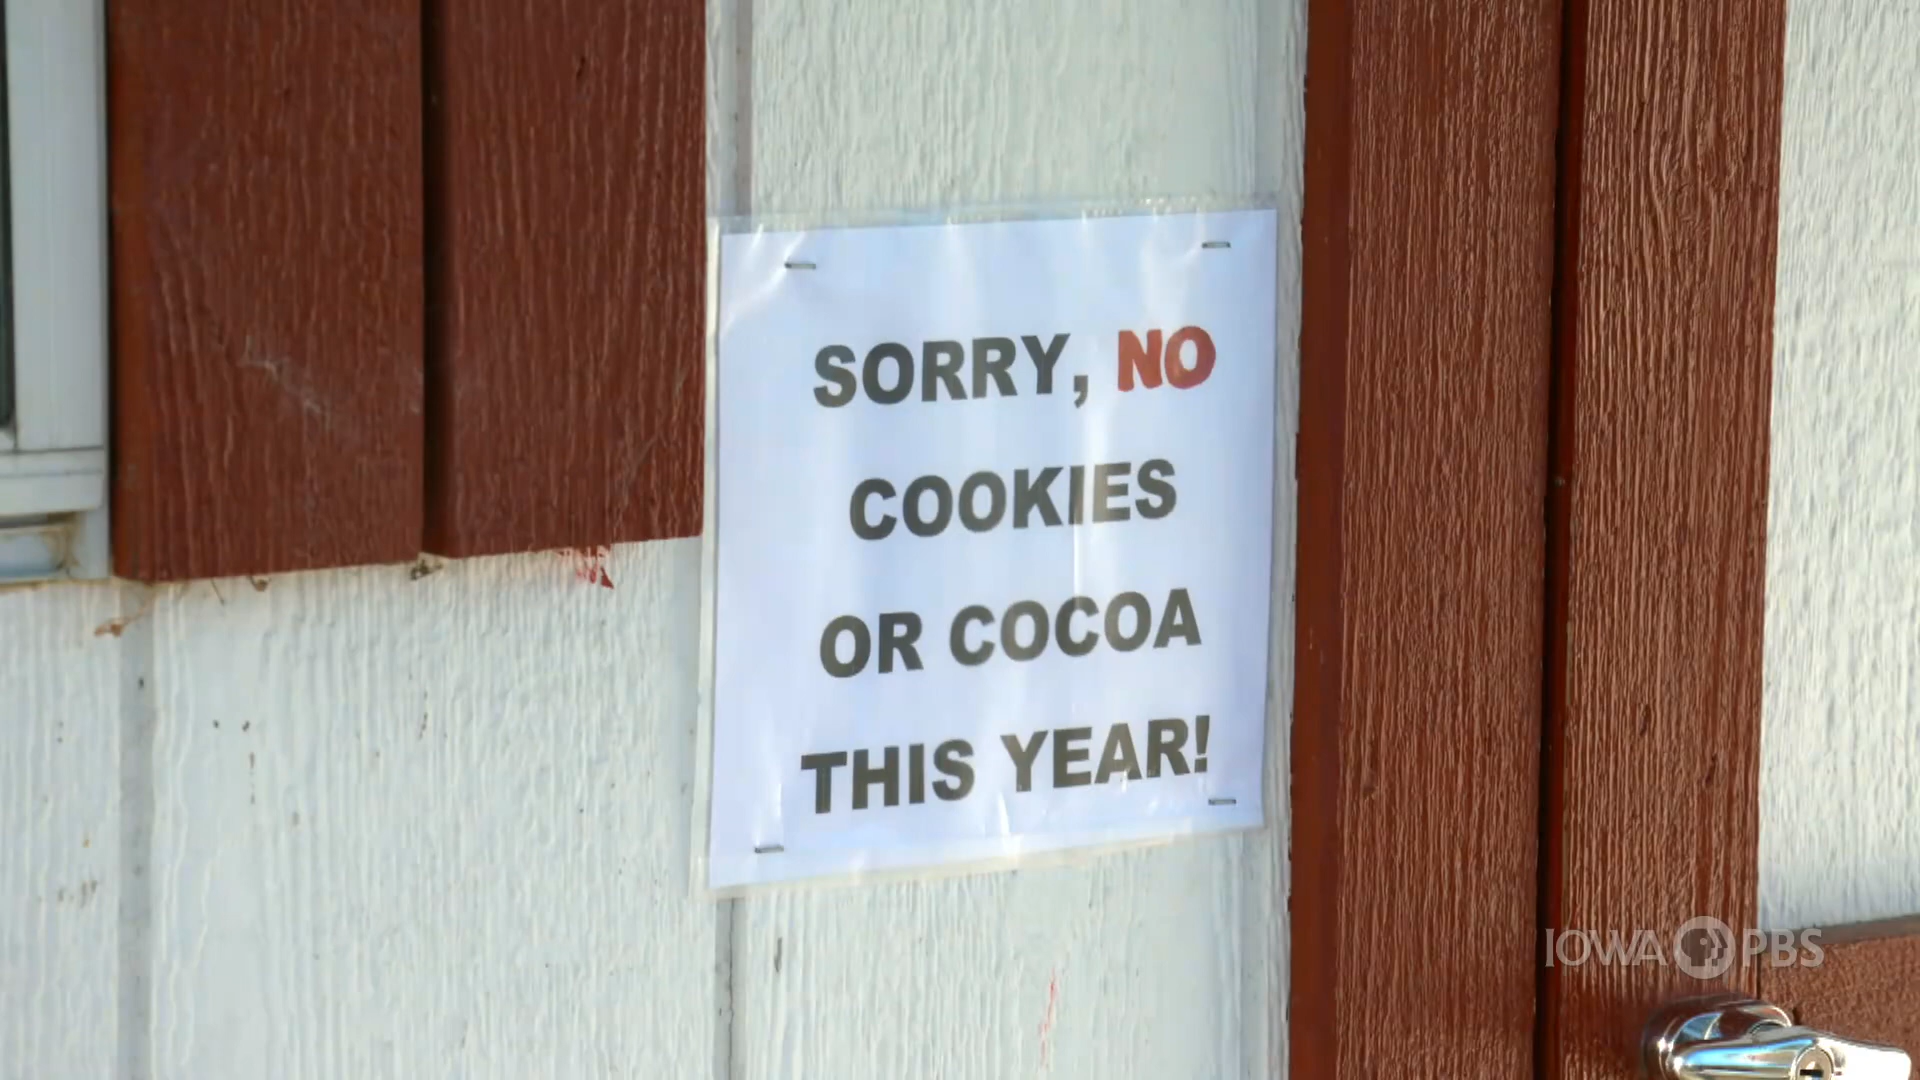 SORRY, NO
COOKIES
OR COCOA
THIS YEAR!
IOWA PBS